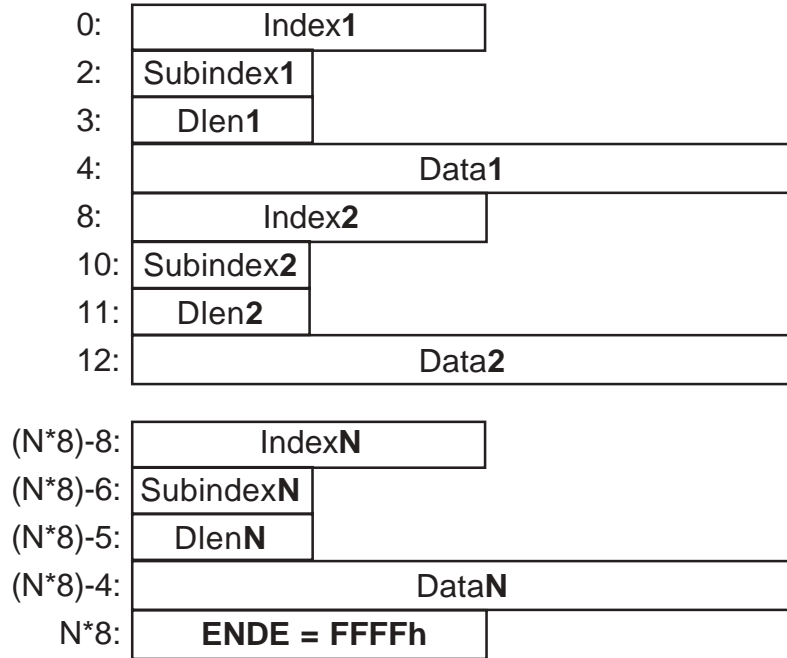 0: Index1
2: Subindex1
3: Dlen1
4: Data1
8: Index2
10: Subindex2
11: Dlen2
12: Data2
(N*8)-8: IndexN
(N*8)-6: SubindexN
(N*8)-5: DlenN
(N*8)-4: DataN
N*8: ENDE = FFFFh